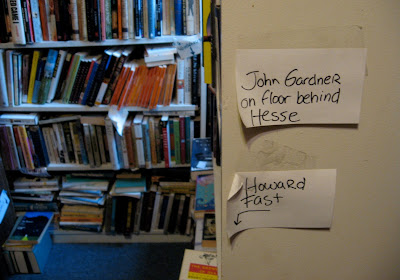 John Gardner
on floor behind
Hesse
Howard
Fast